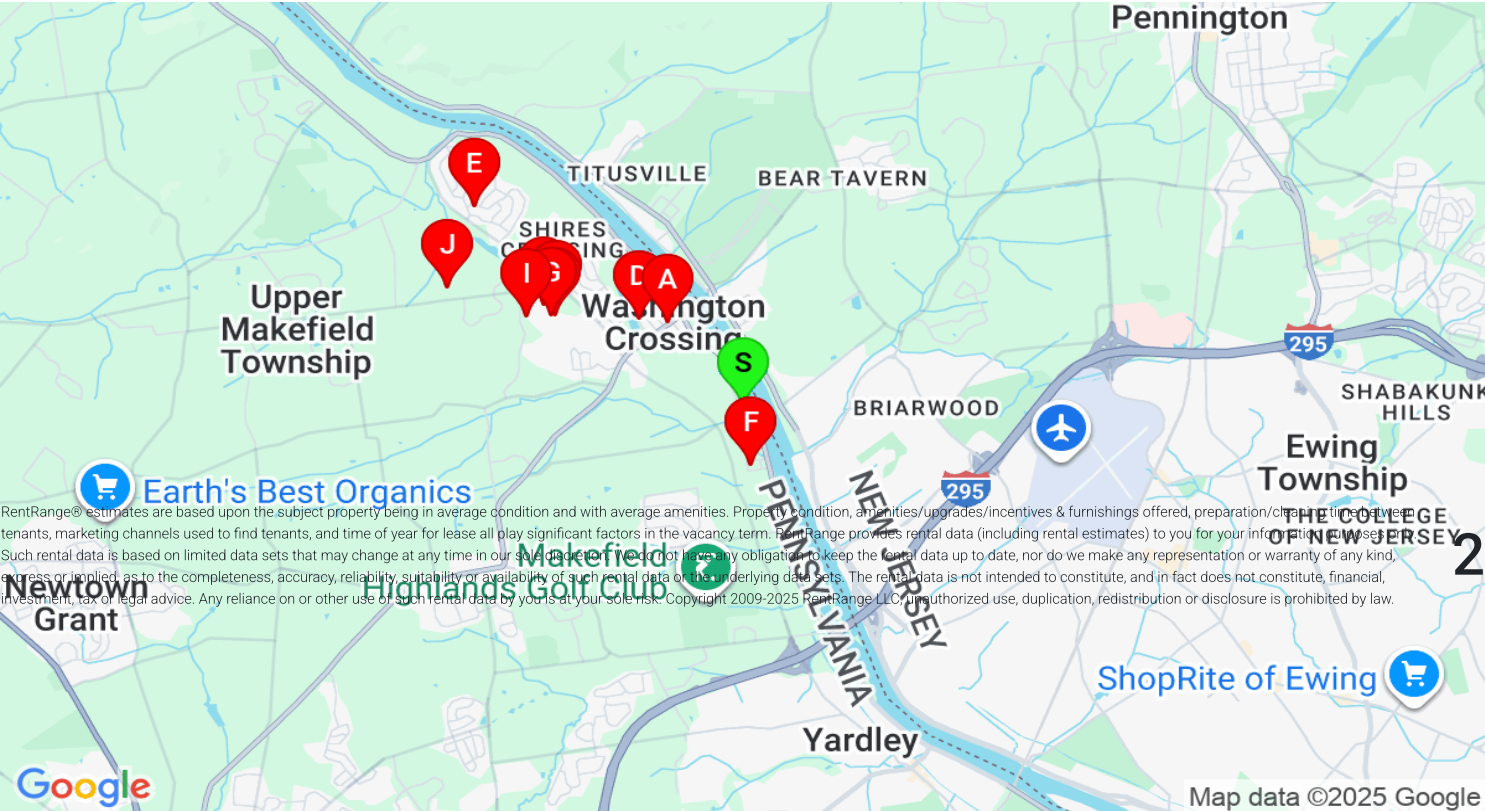 Pennington
E
TITUSVILLE
BEAR TAVERN
J
SHIRES
CROSSING
I
G
D
A
Upper
Makefield
Township
Washington
Crossing
S
295
F
BRIARWOOD
SHABAKUNK
HILLS
Ewing
Township
Earth's Best Organics
295
PENNSYLVANIA
NEW JERSEY
RentRange® estimates are based upon the subject property being in average condition and with average amenities. Property condition, amenities/upgrades/incentives & furnishings offered, preparation/cleaning time between
tenants, marketing channels used to find tenants, and time of year for lease all play significant factors in the vacancy term. RentRange provides rental data (including rental estimates) to you for your information purposes only.
Such rental data is based on limited data sets that may change at any time in our sole discretion. We do not have any obligation to keep the rental data up to date, nor do we make any representation or warranty of any kind,
express or implied, as to the completeness, accuracy, reliability, suitability or availability of such rental data or the underlying data sets. The rental data is not intended to constitute, and in fact does not constitute, financial,
investment, tax or legal advice. Any reliance on or other use of such rental data by you is at your sole risk. Copyright 2009-2025 RentRange LLC, unauthorized use, duplication, redistribution or disclosure is prohibited by law.
THE COLLEGE
OF NEW JERSEY
2
Makefield
Highlands Golf Club
Newtown
Grant
ShopRite of Ewing
Yardley
Google
Map data ©2025 Google